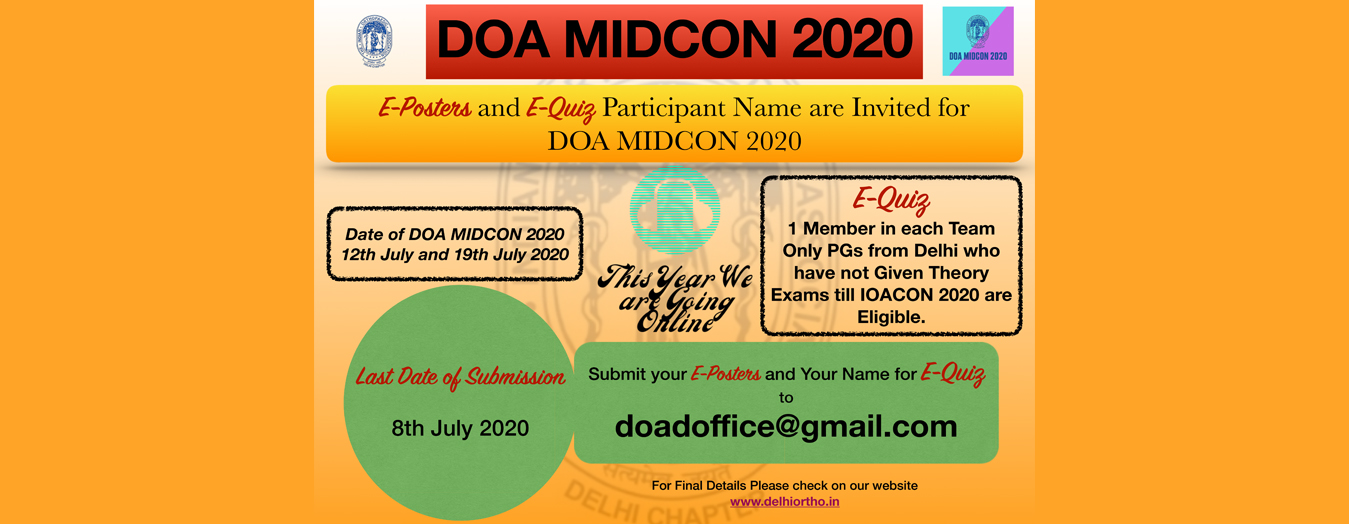 DOA MIDCON 2020
DOA MIDCON 2020
E-Posters and E-Quiz Participant Name are Invited for
DOA MIDCON 2020
Date of DOA MIDCON 2020
12th July and 19th July 2020
This Year We
are Going
Online
E-Quiz
1 Member in each Team
Only PGs from Delhi who
have not Given Theory
Exams till IOACON 2020 are
Eligible.
Last Date of Submission
8th July 2020
Submit your E-Posters and Your Name for E-Quiz
to
doadoffice@gmail.com
सत्यमेव जयते
DELHI CHAPTER
For Final Details Please check on our website
www.delhiortho.in